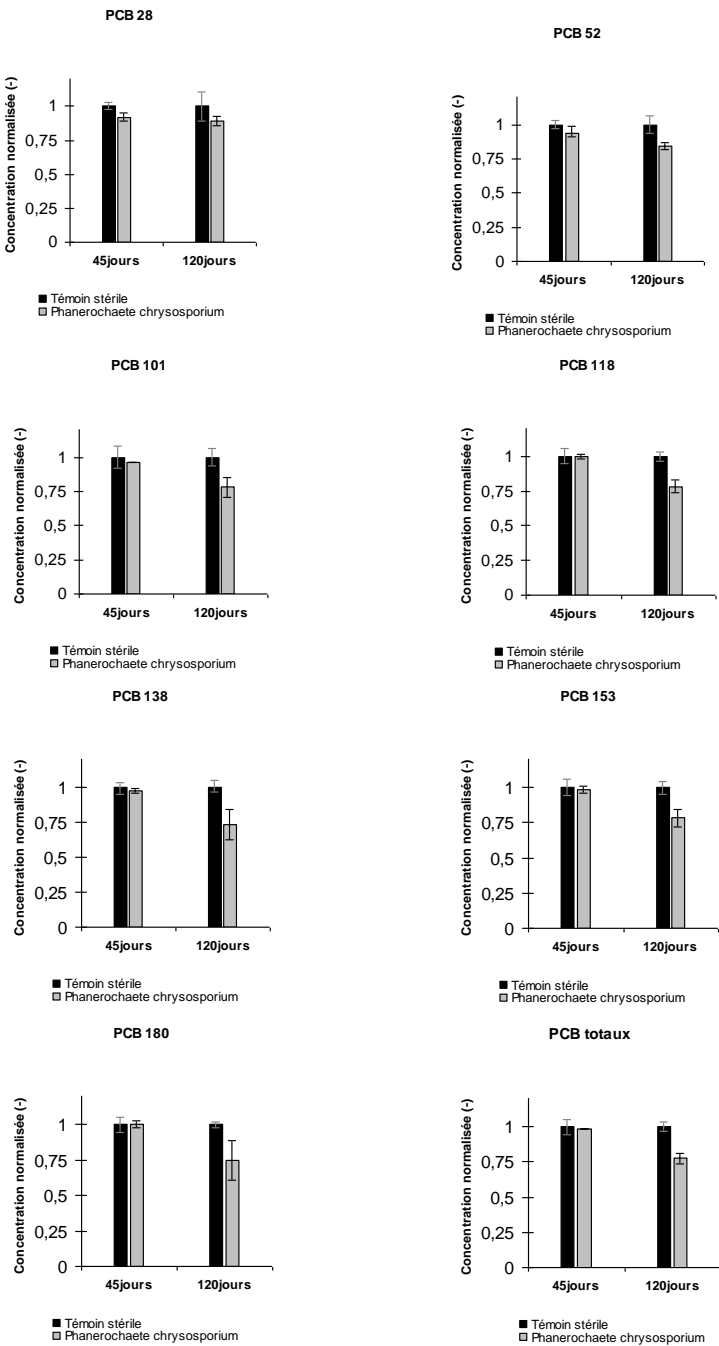 PCB 28
Concentration normalisée (-)
1
0,75
0,5
0,25
0
45jours 120jours
Témoin stérile
Phanerochaete chrysosporium
PCB 52
Concentration normalisée (-)
1
0,75
0,5
0,25
0
45jours 120jours
Témoin stérile
Phanerochaete chrysosporium
PCB 101
Concentration normalisée (-)
1
0,75
0,5
0,25
0
45jours 120jours
Témoin stérile
Phanerochaete chrysosporium
PCB 118
Concentration normalisée (-)
1
0,75
0,5
0,25
0
45jours 120jours
Témoin stérile
Phanerochaete chrysosporium
PCB 138
Concentration normalisée (-)
1
0,75
0,5
0,25
0
45jours 120jours
Témoin stérile
Phanerochaete chrysosporium
PCB 153
Concentration normalisée (-)
1
0,75
0,5
0,25
0
45jours 120jours
Témoin stérile
Phanerochaete chrysosporium
PCB 180
Concentration normalisée (-)
1
0,75
0,5
0,25
0
45jours 120jours
Témoin stérile
Phanerochaete chrysosporium
PCB totaux
Concentration normalisée (-)
1
0,75
0,5
0,25
0
45jours 120jours
Témoin stérile
Phanerochaete chrysosporium